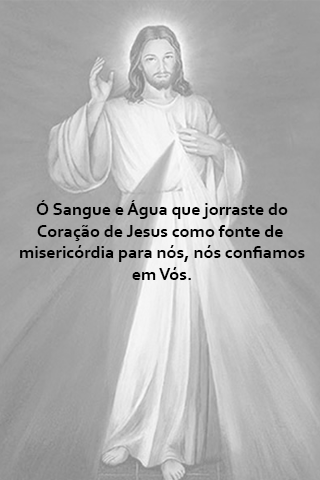 Ó Sangue e Água que jorraste do
Coração de Jesus como fonte de
misericórdia para nós, nós confiamos
em Vós.